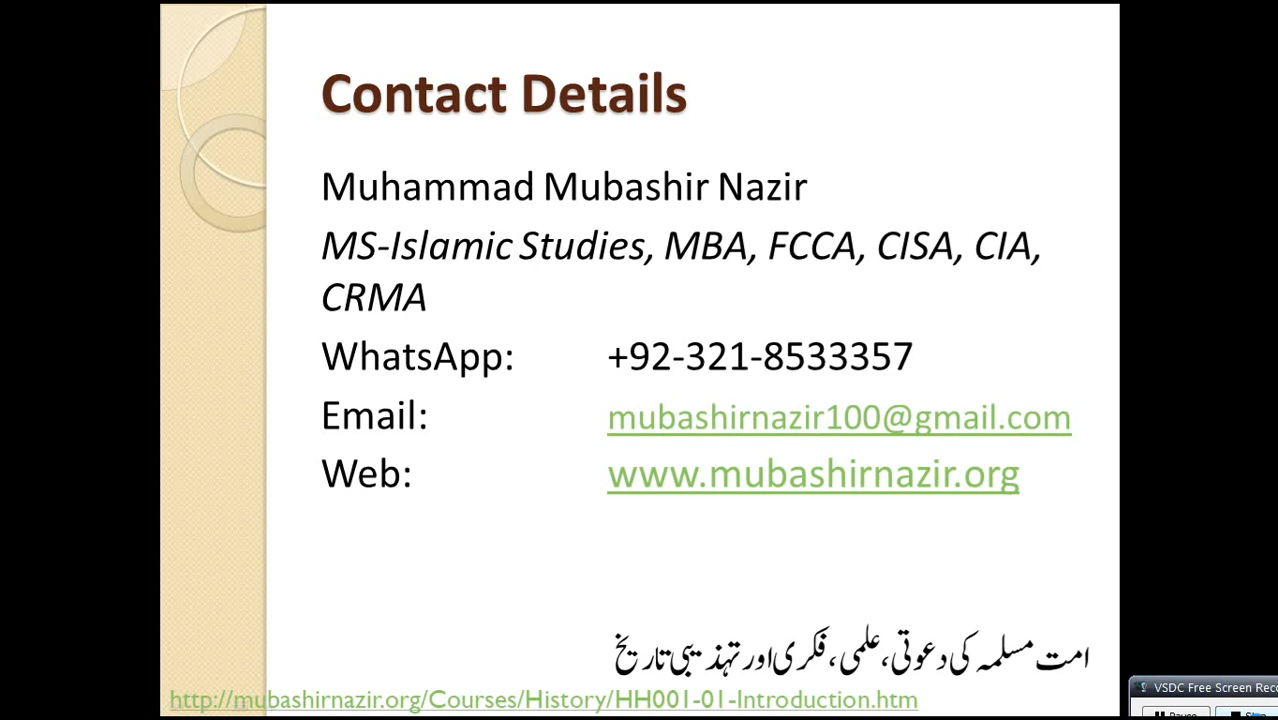 Contact Details
Muhammad Mubashir Nazir
MS-Islamic Studies, MBA, FCCA, CISA, CIA,
CRMA
WhatsApp: +92-321-8533357
Email: mubashirnazir100@gmail.com
Web: www.mubashirnazir.org
امت مسلمہ کی دعوتی، علمی، فکری اور تہذیبی تاریخ
http://mubashirnazir.org/Courses/History/HH001-01-Introduction.htm
VSDC Free Screen Reco
Pause